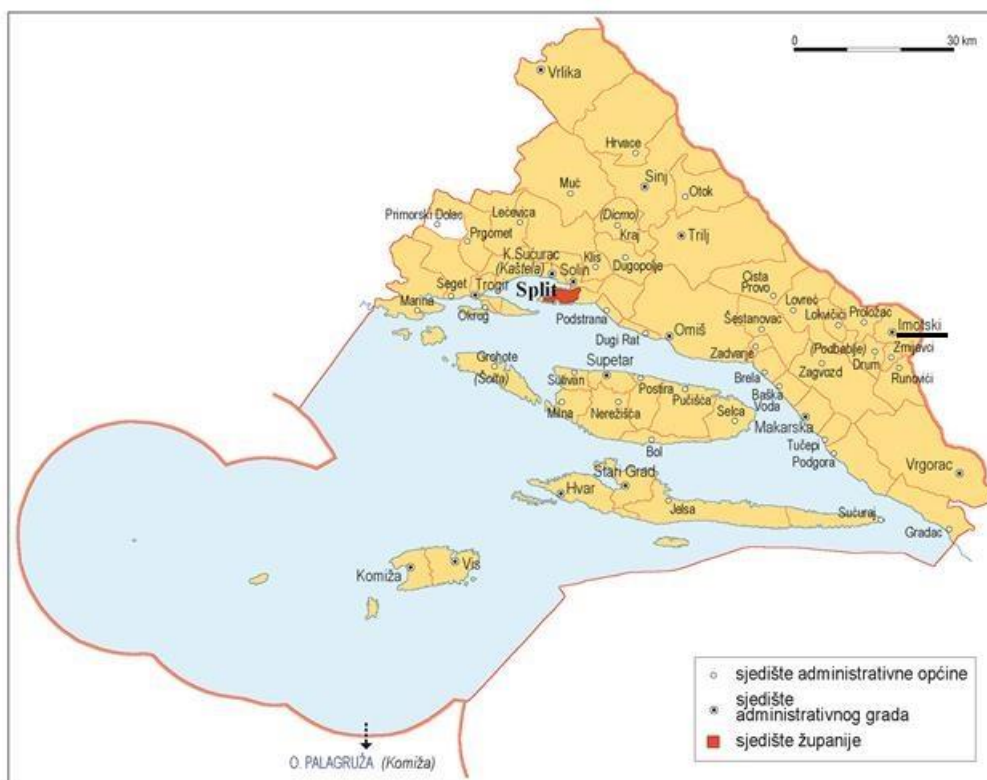 0 30 km
Vrlika
Hrvace
Sinj
Muć
Otok
Primorski Dolec
Lećevica
(Dicmo)
Kraj
Prgomet
Trilj
K.Sućurac
(Kaštela)
Klis
Solin
Dugopolje
Seget
Trogir
Split
Marina
Okrog
Podstrana
Dugi Rat
Omiš
Cista
Provo
Lovreć
Šestanovac
Lokvičići
Proložac
Imotski
Zadvarje
(Podbablje)
Zmijavci
Zagvozd
Drum
Runovići
Grohote
(Šolta)
Supetar
Sutivan
Postira
Pučišća
Brela
Baška
Voda
Milna
Nerežišća
Selca
Makarska
Bol
Tučepi
Podgora
Vrgorac
Stari Grad
Hvar
Jelsa
Sućuraj
Gradac
Komiža
Vis
O. PALAGRUŽA (Komiža)
sjedište administrativne općine
sjedište
administrativnog grada
sjedište županije